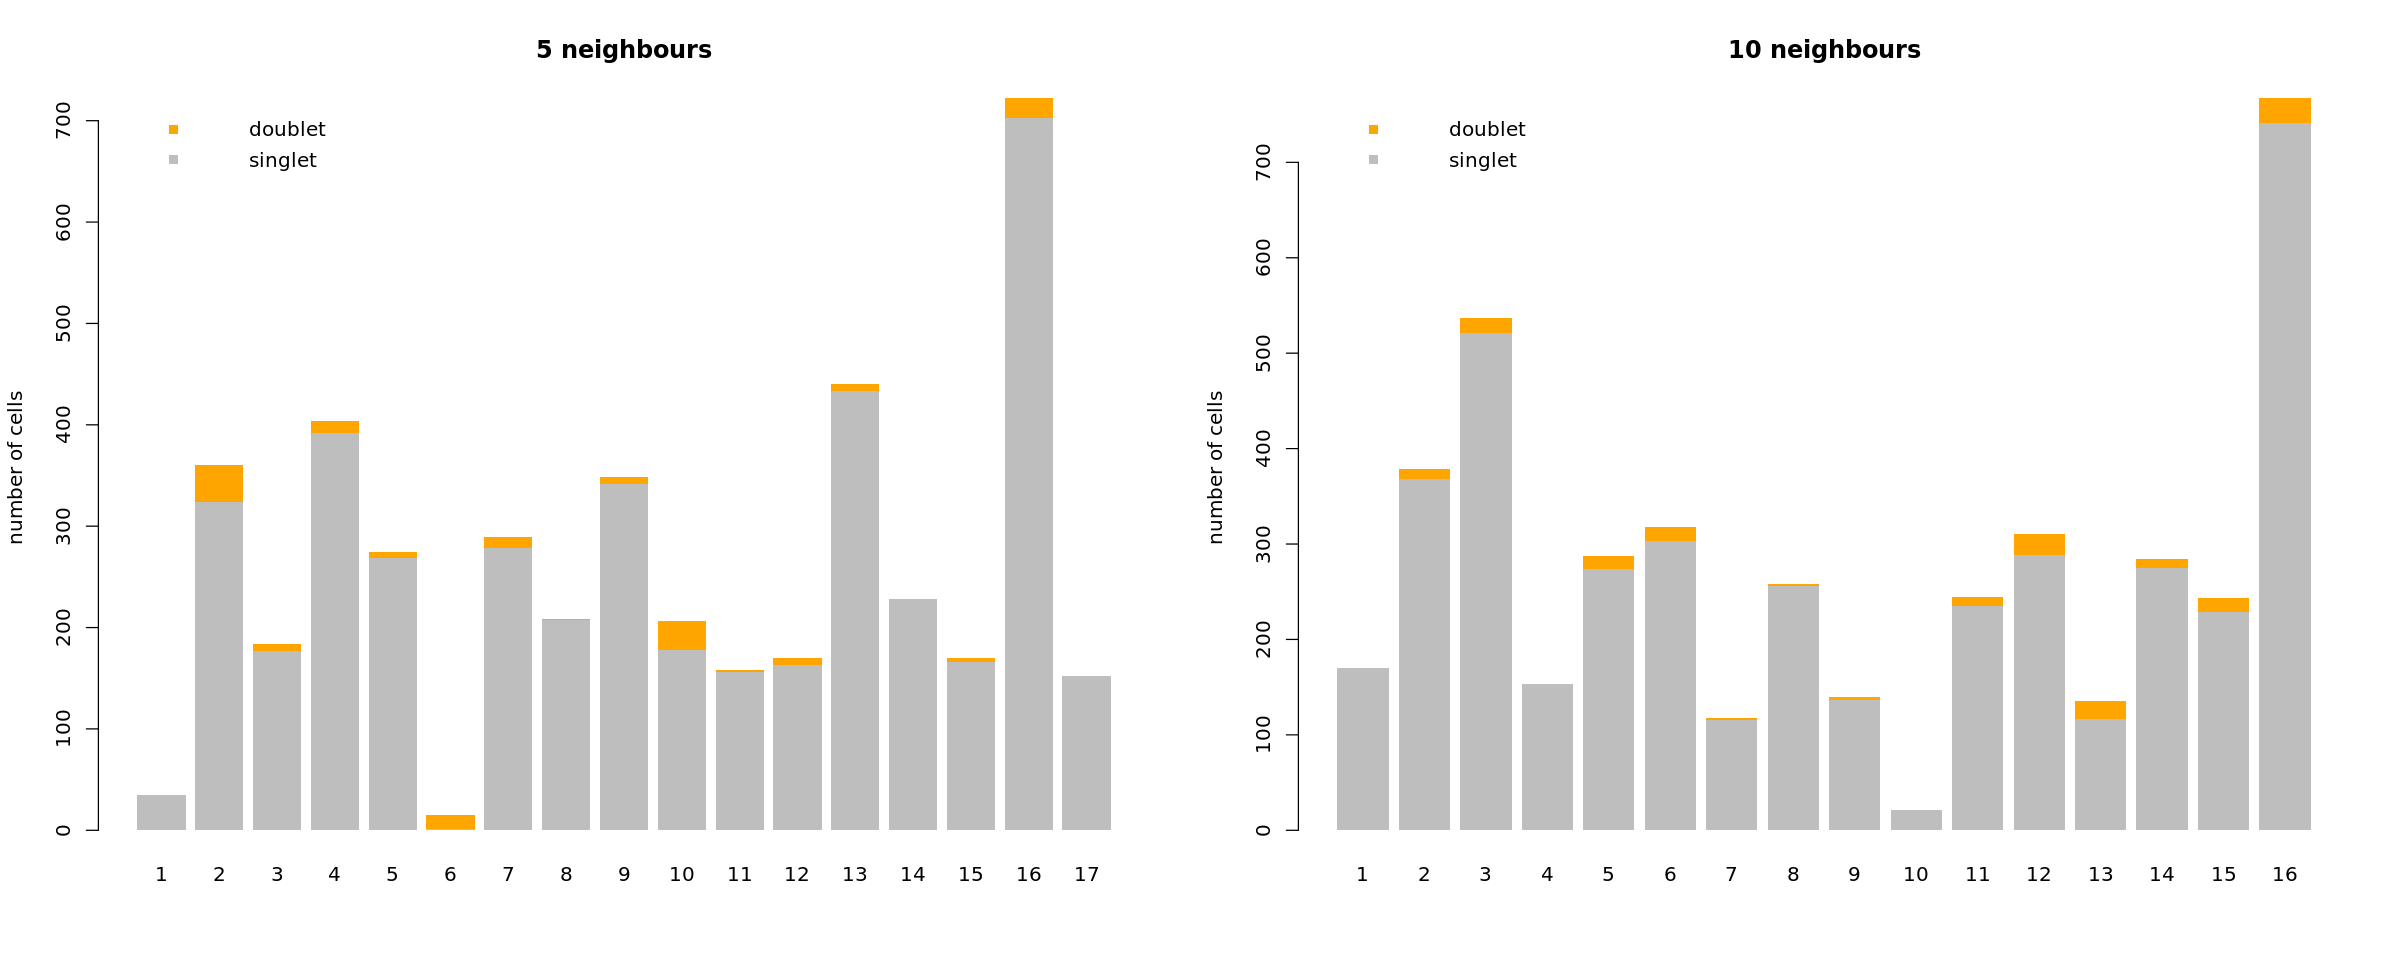 5 neighbours
doublet
singlet
number of cells
700
600
500
400
300
200
100
0
1 2 3 4 5 6 7 8 9 10 11 12 13 14 15 16 17
10 neighbours
doublet
singlet
number of cells
700
600
500
400
300
200
100
0
1 2 3 4 5 6 7 8 9 10 11 12 13 14 15 16